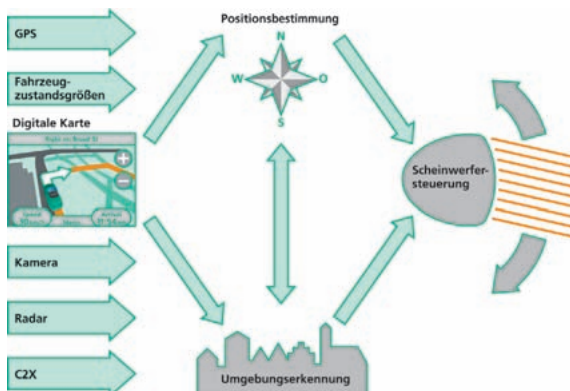 Positionsbestimmung
GPS
N
W
O
S
Fahrzeug-
zustandsgrößen
Digitale Karte
Scheinwerfer-
steuerung
Kamera
Radar
C2X
Umgebungserkennung